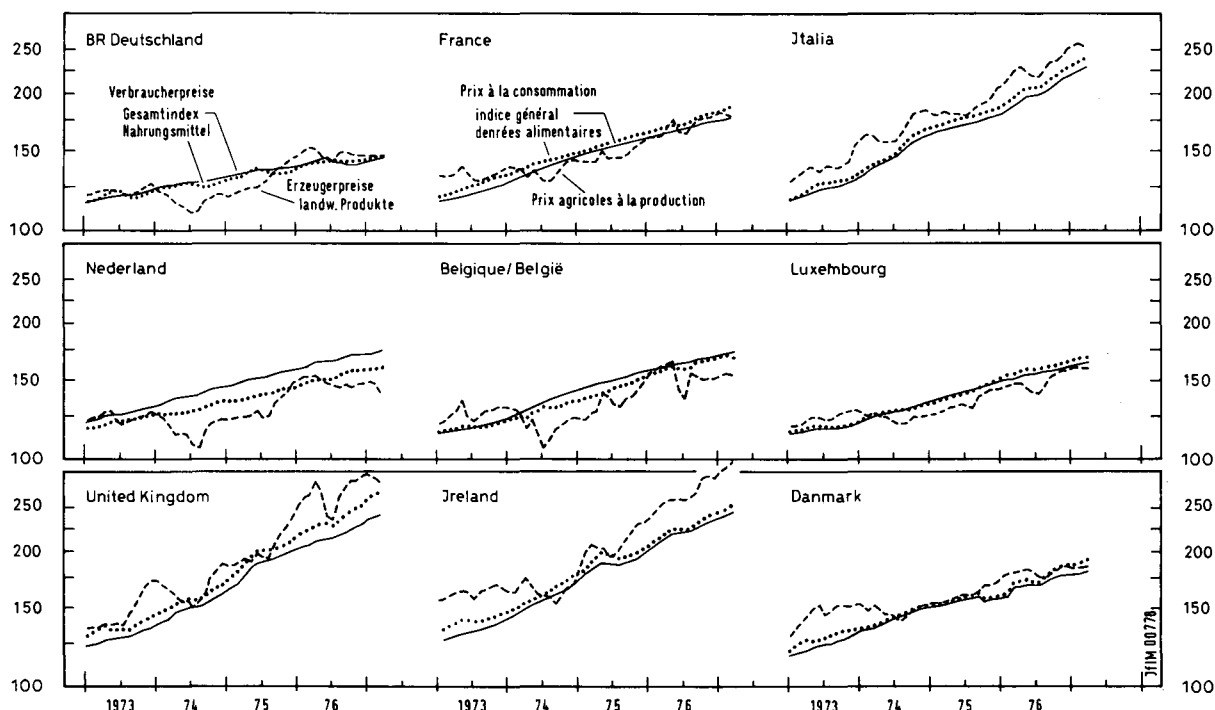 BR Deutschland
France
Jtalia
250
250
200
200
150
150
100
100
Verbraucherpreise
Gesamtindex
Nahrungsmittel
Erzeugerpreise
landw. Produkte
Prix à la consommation
indice général
denrées alimentaires
Prix agricoles à la production
Nederland
Belgique/België
Luxembourg
250
250
200
200
150
150
100
100
United Kingdom
Jreland
Danmark
250
250
200
200
150
150
100
100
JfIM 00778
1973 74 75 76
1973 74 75 76
1973 74 75 76